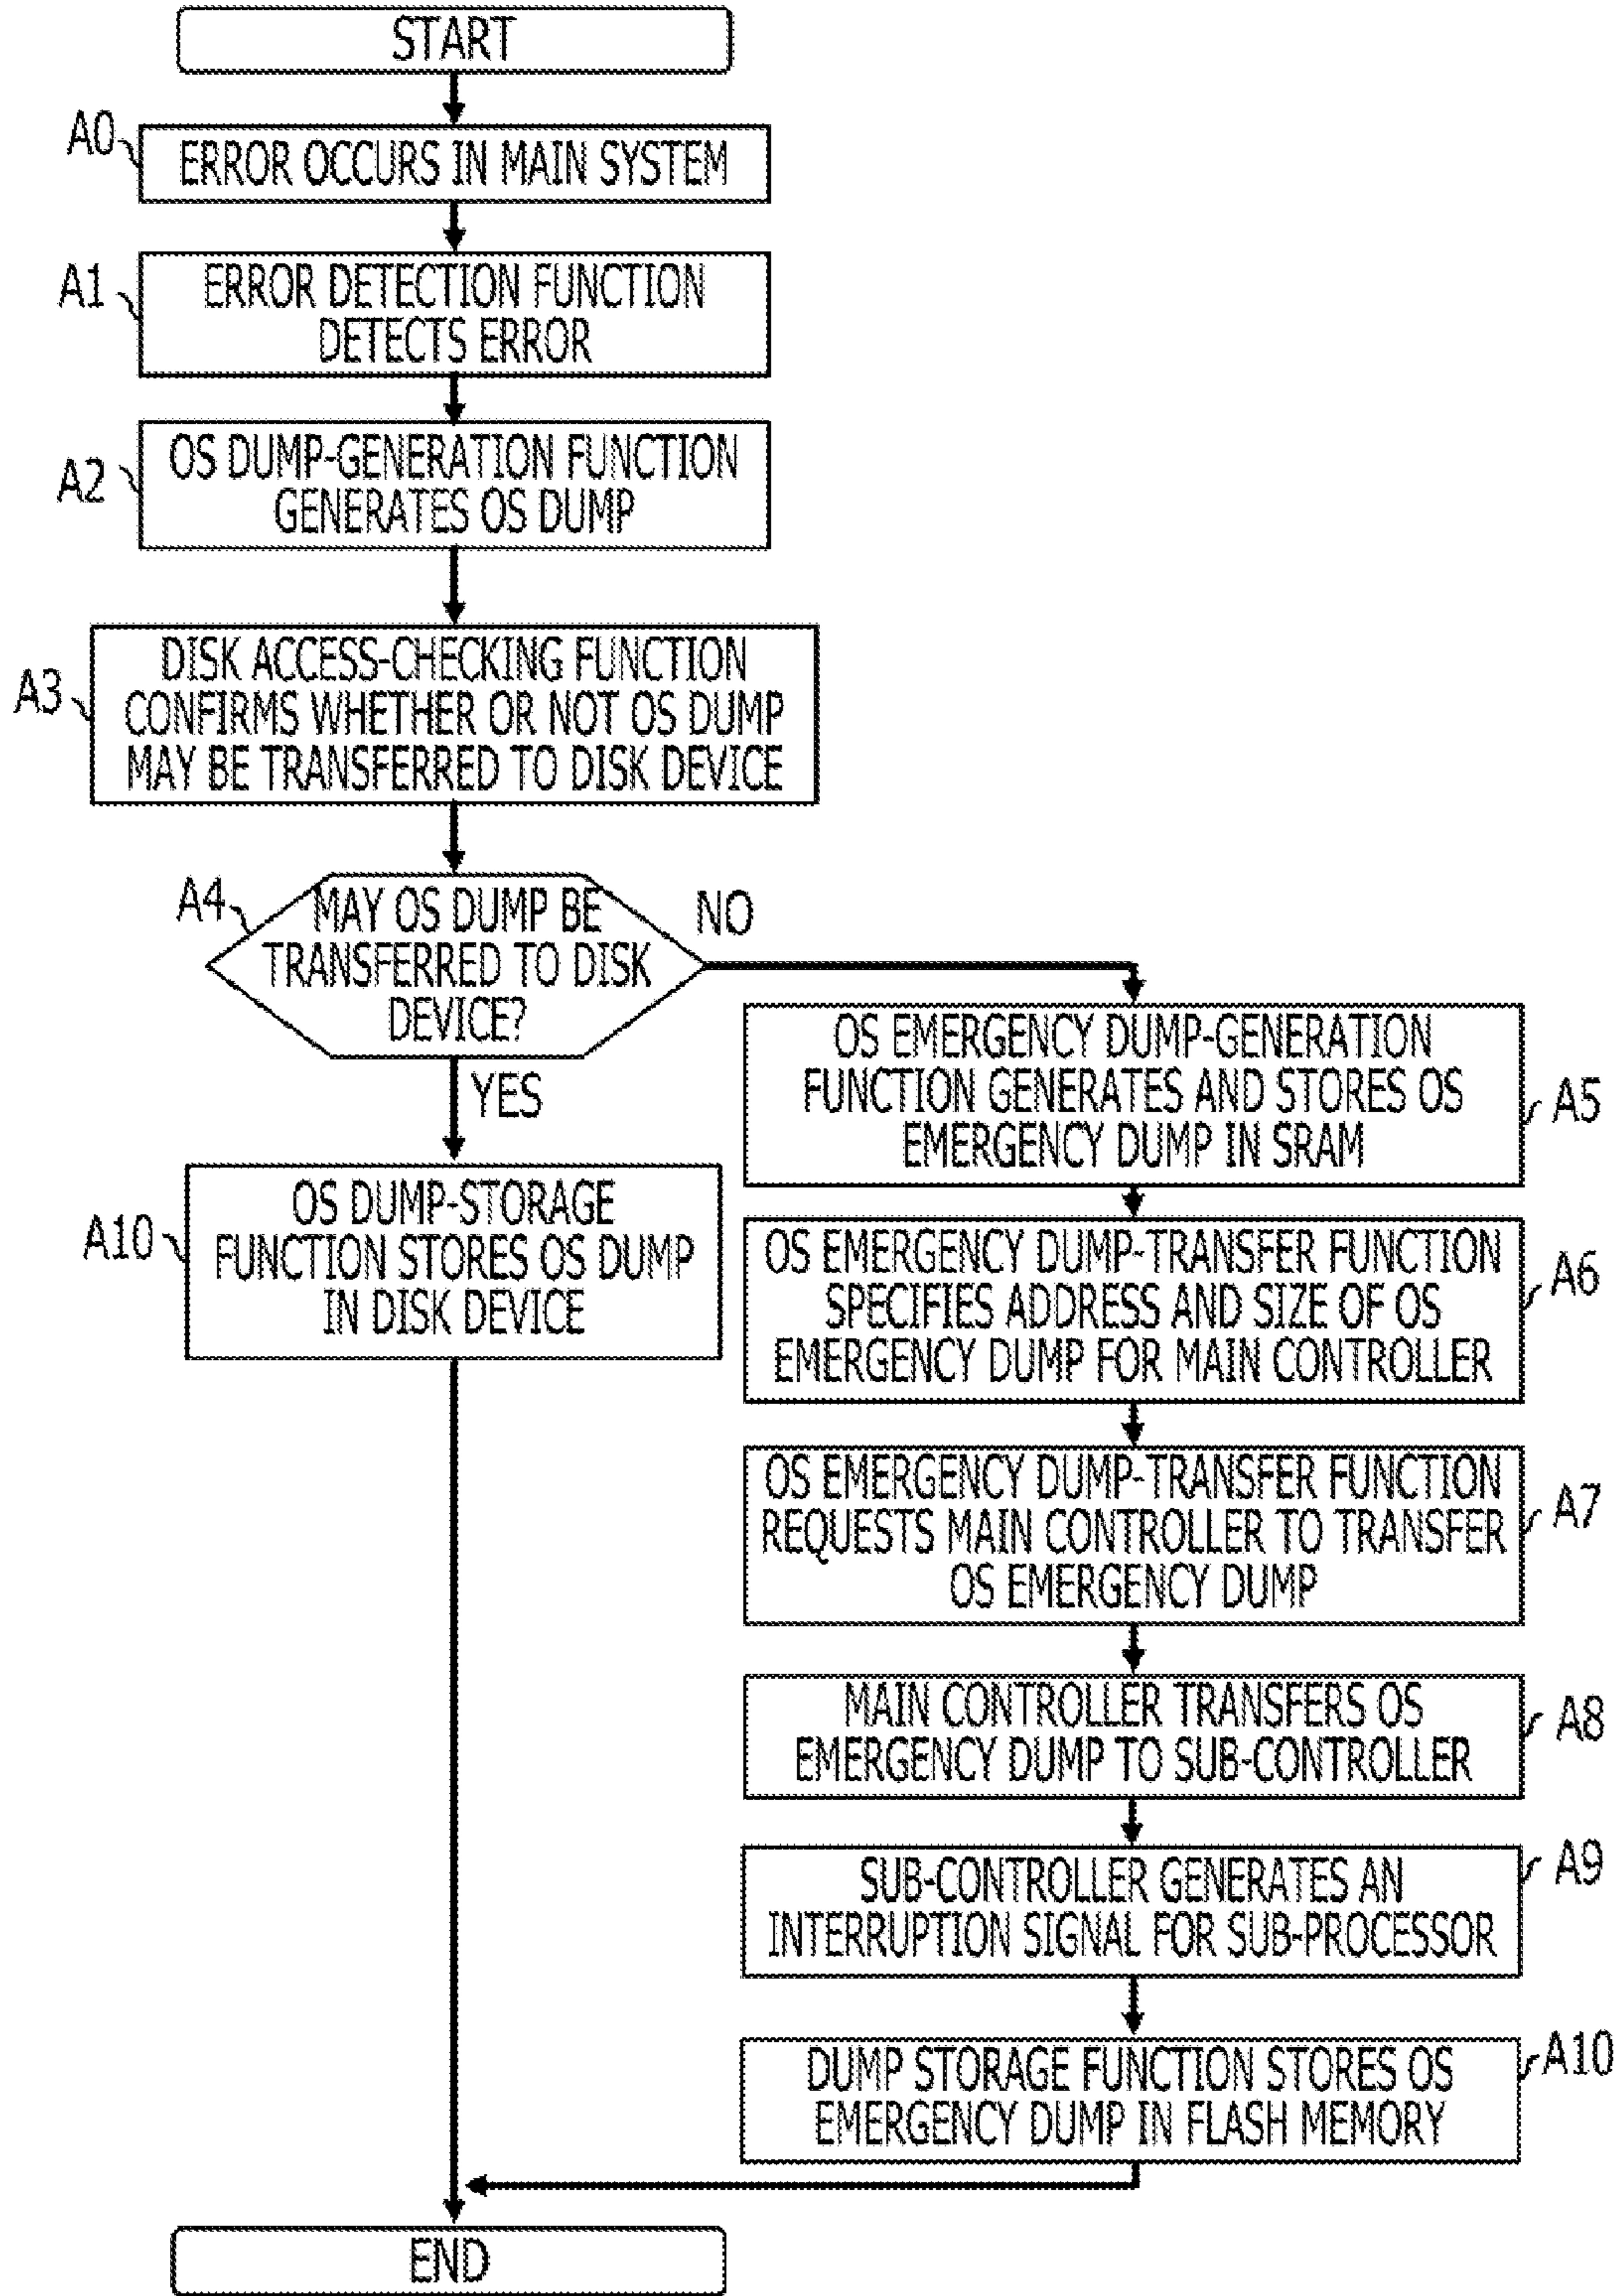 START
A0
ERROR OCCURS IN MAIN SYSTEM
A1
ERROR DETECTION FUNCTION
DETECTS ERROR
A2
OS DUMP-GENERATION FUNCTION
GENERATES OS DUMP
A3
DISK ACCESS-CHECKING FUNCTION
CONFIRMS WHETHER OR NOT OS DUMP
MAY BE TRANSFERRED TO DISK DEVICE
A4
MAY OS DUMP BE
TRANSFERRED TO DISK
DEVICE?
NO
YES
A10
OS DUMP-STORAGE
FUNCTION STORES OS DUMP
IN DISK DEVICE
OS EMERGENCY DUMP-GENERATION
FUNCTION GENERATES AND STORES OS
EMERGENCY DUMP IN SRAM
A5
OS EMERGENCY DUMP-TRANSFER FUNCTION
SPECIFIES ADDRESS AND SIZE OF OS
EMERGENCY DUMP FOR MAIN CONTROLLER
A6
OS EMERGENCY DUMP-TRANSFER FUNCTION
REQUESTS MAIN CONTROLLER TO TRANSFER
OS EMERGENCY DUMP
A7
MAIN CONTROLLER TRANSFERS OS
EMERGENCY DUMP TO SUB-CONTROLLER
A8
SUB-CONTROLLER GENERATES AN
INTERRUPTION SIGNAL FOR SUB-PROCESSOR
A9
DUMP STORAGE FUNCTION STORES OS
EMERGENCY DUMP IN FLASH MEMORY
A10
END